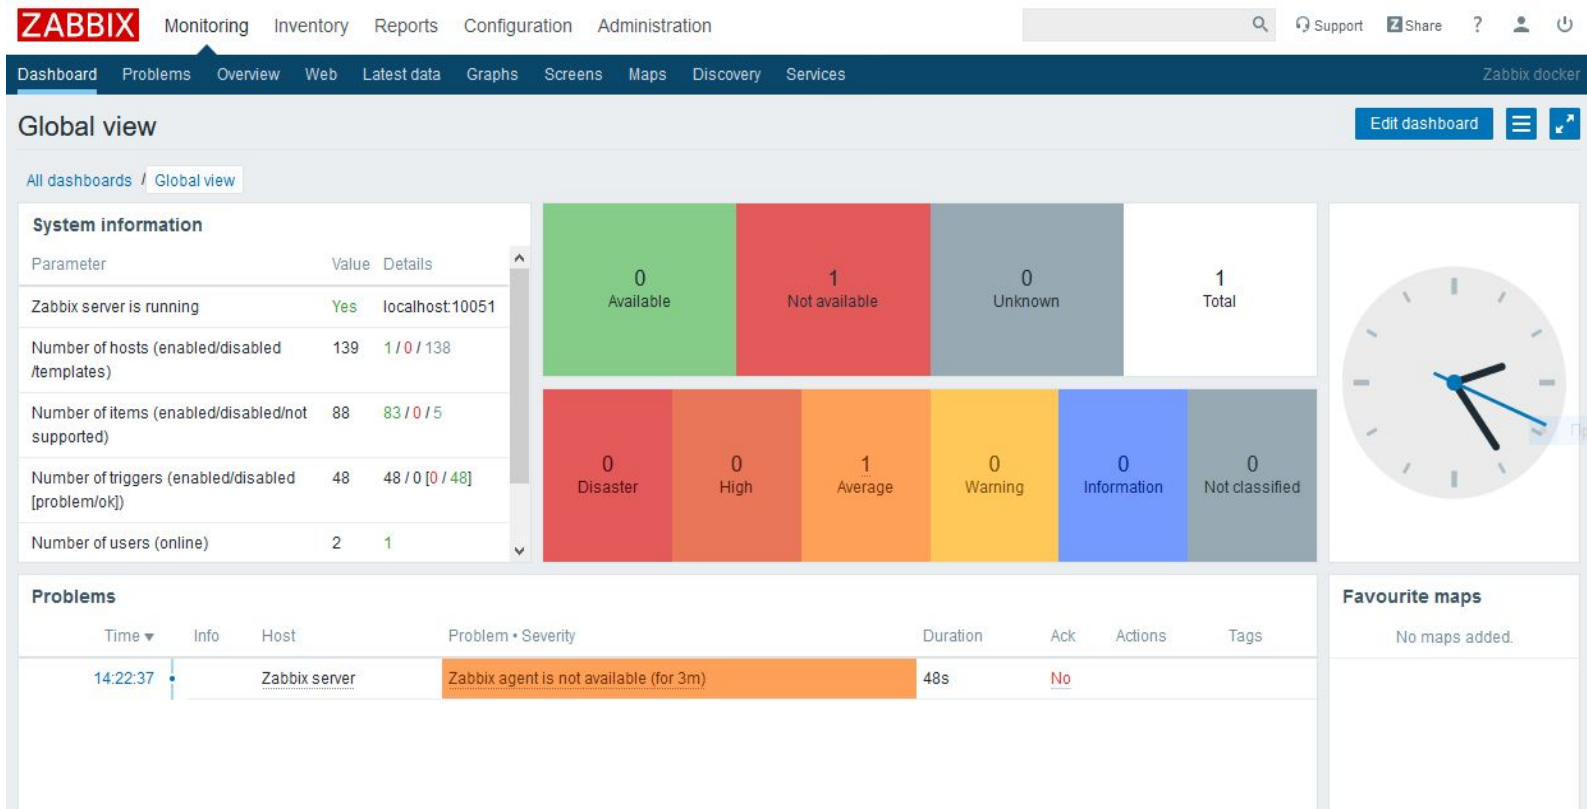 ZABBIX Monitoring Inventory Reports Configuration Administration Support Z Share ?
Dashboard Problems Overview Web Latest data Graphs Screens Maps Discovery Services Zabbix docker
Global view Edit dashboard
All dashboards / Global view
System information
Parameter Value Details
Zabbix server is running Yes localhost:10051
Number of hosts (enabled/disabled 139 1 / 0 / 138
/templates)
Number of items (enabled/disabled/not 88 83 / 0 / 5
supported)
Number of triggers (enabled/disabled 48 48 / 0 [0 / 48]
[problem/ok])
Number of users (online) 2 1
0 1 0 1
Available Not available Unknown Total
0 0 1 0 0 0
Disaster High Average Warning Information Not classified
Problems
Time ▼ Info Host Problem • Severity Duration Ack Actions Tags
14:22:37 Zabbix server Zabbix agent is not available (for 3m) 48s No
Favourite maps
No maps added.